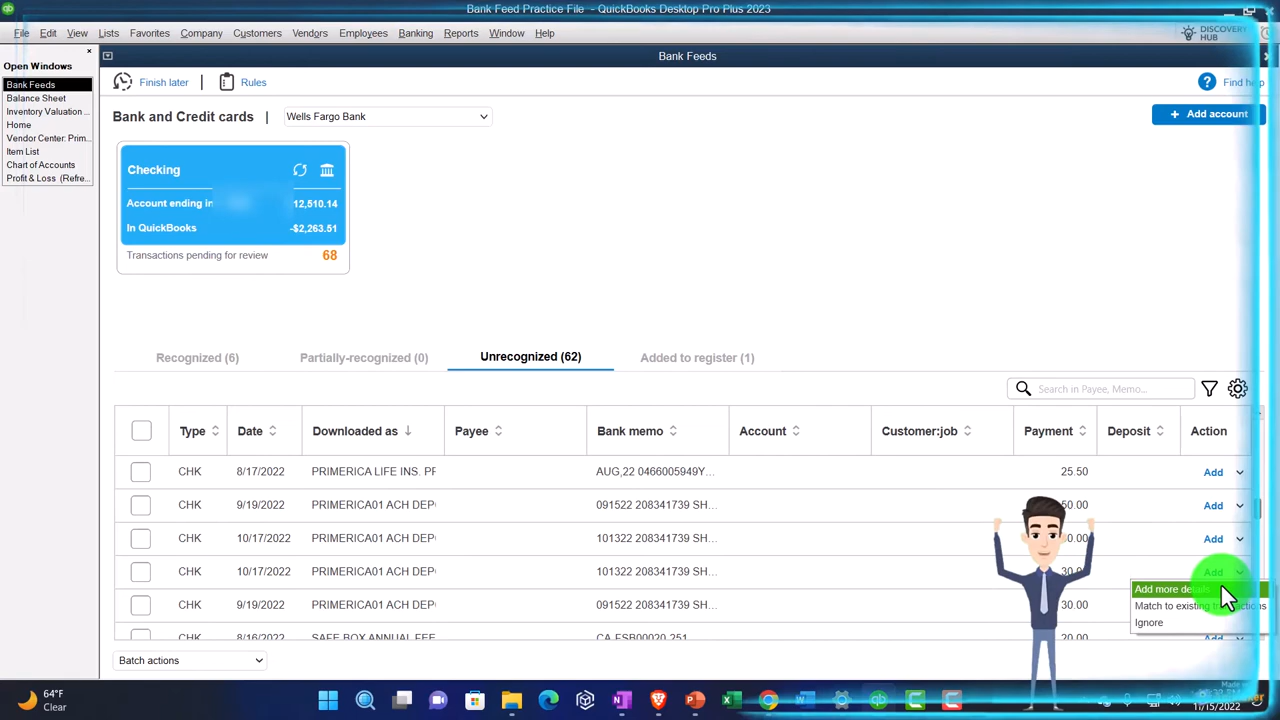 Bank Feed Practice File - QuickBooks Desktop Pro Plus 2023
File Edit View Lists Favorites Company Customers Vendors Employees Banking Reports Window Help
DISCOVERY HUB
Open Windows
Bank Feeds
Balance Sheet
Inventory Valuation ...
Home
Vendor Center: Prim...
Item List
Chart of Accounts
Profit & Loss (Refre...
Bank Feeds
Finish later | Rules
? Find help
Bank and Credit cards | Wells Fargo Bank
+ Add account
Checking
Account ending in 12,510.14
In QuickBooks -$2,263.51
Transactions pending for review 68
Recognized (6) Partially-recognized (0) Unrecognized (62) Added to register (1)
Search in Payee, Memo...
Type Date Downloaded as Payee Bank memo Account Customer:job Payment Deposit Action
CHK 8/17/2022 PRIMERICA LIFE INS. PF AUG,22 0466005949Y... 25.50 Add
CHK 9/19/2022 PRIMERICA01 ACH DEP 091522 208341739 SH... 50.00 Add
CHK 10/17/2022 PRIMERICA01 ACH DEP 101322 208341739 SH... Add
CHK 10/17/2022 PRIMERICA01 ACH DEP 101322 208341739 SH... Add
CHK 9/19/2022 PRIMERICA01 ACH DEP 091522 208341739 SH... 30.00
CHK 8/16/2022 SAFE BOX ANNUAL FEE CA FSB00020 251 20.00 Add
Add more details
Match to existing transactions
Ignore
Batch actions
64°F
Clear
11/15/2022